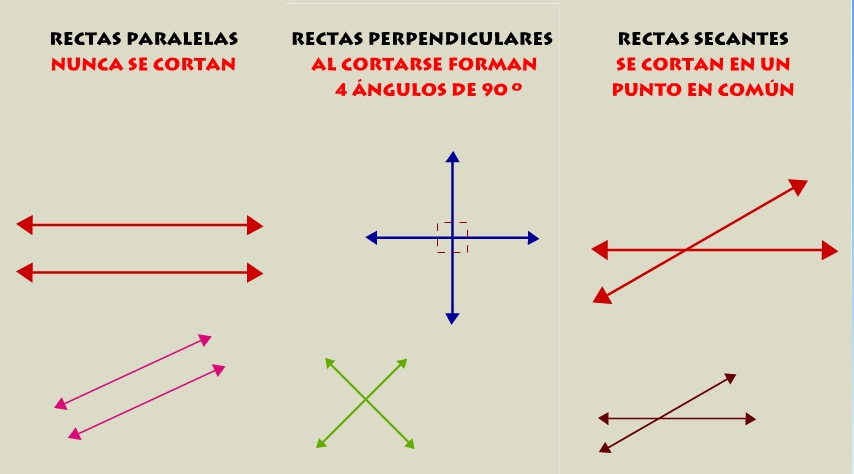 RECTAS PARALELAS
NUNCA SE CORTAN
RECTAS PERPENDICULARES
AL CORTARSE FORMAN
4 ÁNGULOS DE 90 º
RECTAS SECANTES
SE CORTAN EN UN
PUNTO EN COMÚN